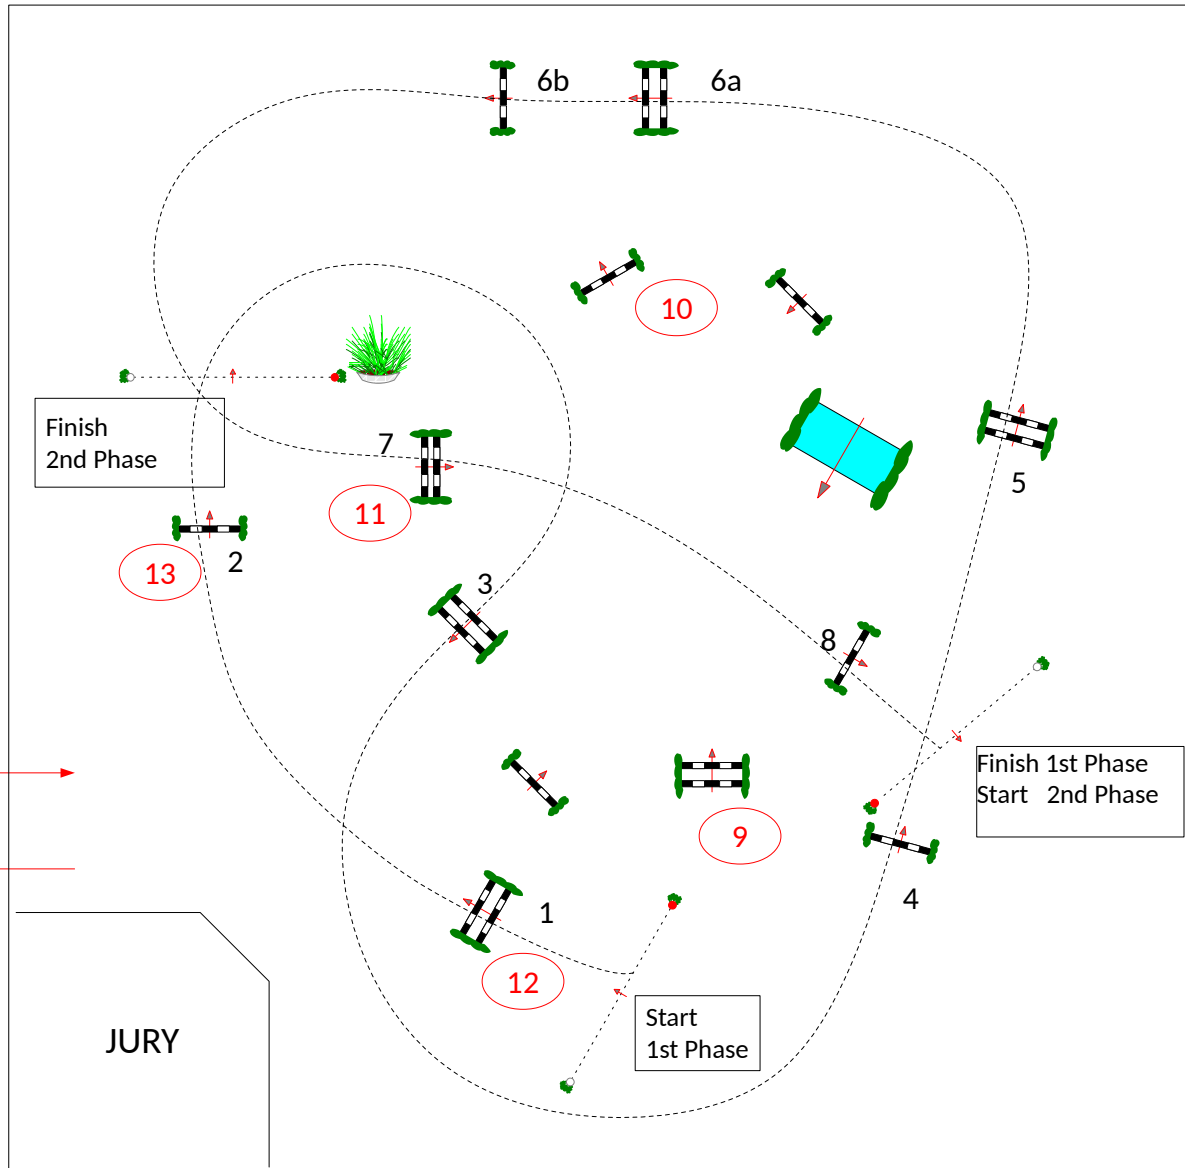 6b
6a
10
Finish
2nd Phase
7
5
11
2
13
3
8
Finish 1st Phase
Start   2nd Phase
9
4
1
12
Start
1st Phase
JURY